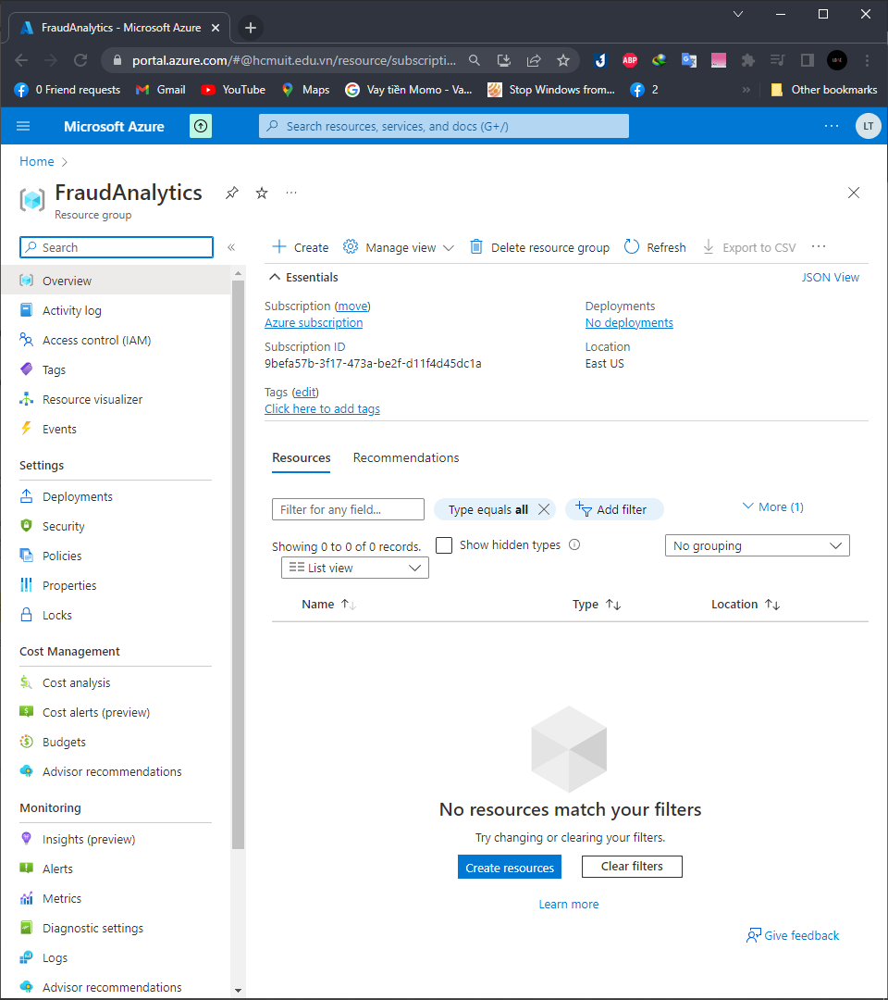 FraudAnalytics - Microsoft Azure
portal.azure.com/#@hcmuit.edu.vn/resource/subscripti...
ABP
0 Friend requests
Gmail
YouTube
Maps
Vay tiền Momo - Va...
Stop Windows from...
2
Other bookmarks
Microsoft Azure
Search resources, services, and docs (G+/)
LT
Home
FraudAnalytics
Resource group
Search
Create
Manage view
Delete resource group
Refresh
Export to CSV
Overview
Activity log
Access control (IAM)
Tags
Resource visualizer
Events
Settings
Deployments
Security
Policies
Properties
Locks
Cost Management
Cost analysis
Cost alerts (preview)
Budgets
Advisor recommendations
Monitoring
Insights (preview)
Alerts
Metrics
Diagnostic settings
Logs
Advisor recommendations
Essentials
JSON View
Subscription (move)
Azure subscription
Subscription ID
9befa57b-3f17-473a-be2f-d11f4d45dc1a
Deployments
No deployments
Location
East US
Tags (edit)
Click here to add tags
Resources
Recommendations
Filter for any field...
Type equals all
Add filter
More (1)
Showing 0 to 0 of 0 records.
Show hidden types
No grouping
List view
Name
Type
Location
No resources match your filters
Try changing or clearing your filters.
Create resources
Clear filters
Learn more
Give feedback